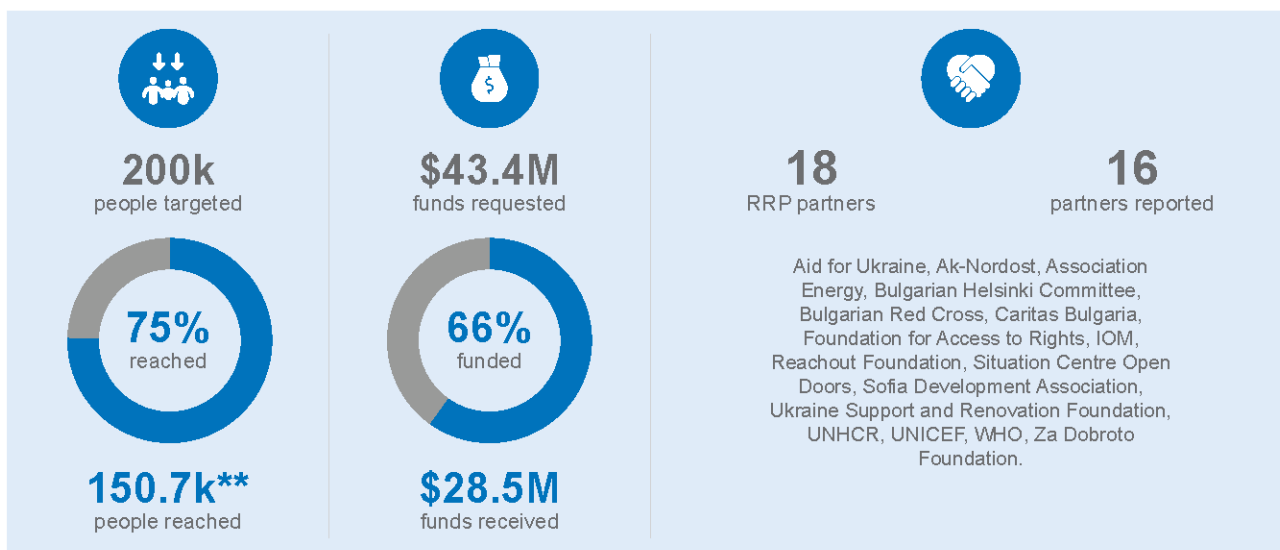 200k
people targeted
75%
reached
150.7k**
people reached
$
$43.4M
funds requested
66%
funded
$28.5M
funds received
18
RRP partners
16
partners reported
Aid for Ukraine, Ak-Nordost, Association
Energy, Bulgarian Helsinki Committee,
Bulgarian Red Cross, Caritas Bulgaria,
Foundation for Access to Rights, IOM,
Reachout Foundation, Situation Centre Open
Doors, Sofia Development Association,
Ukraine Support and Renovation Foundation,
UNHCR, UNICEF, WHO, Za Dobroto
Foundation.